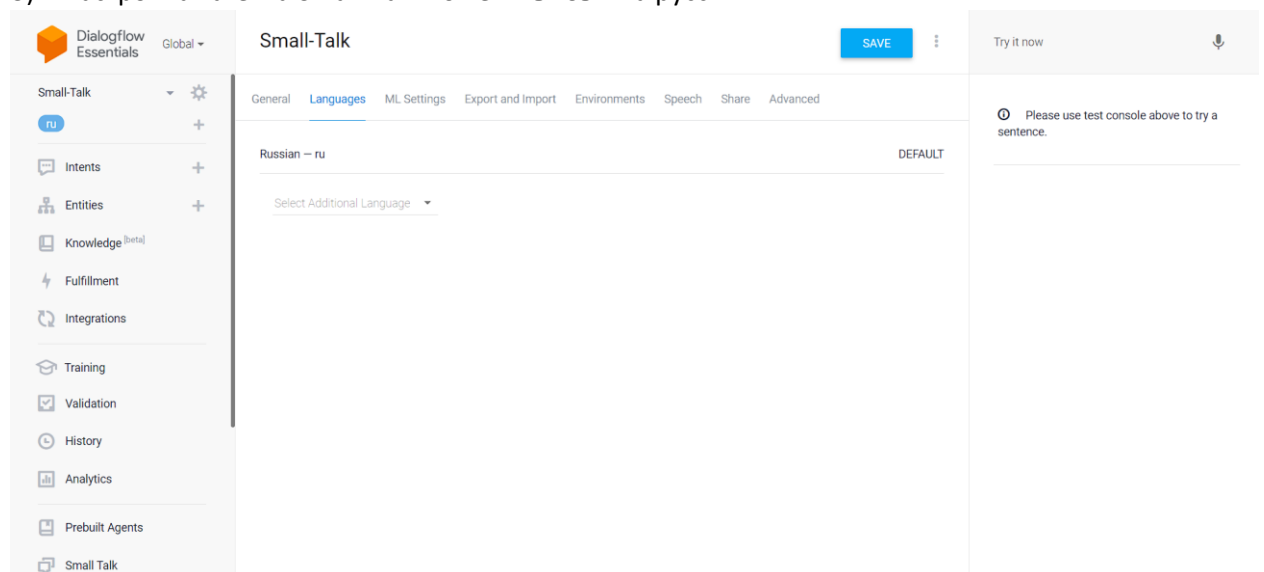 Dialogflow
Essentials
Global
Small-Talk
SAVE
Try it now
Small-Talk
ru
General Languages ML Settings Export and Import Environments Speech Share Advanced
Please use test console above to try a
sentence.
Russian — ru
DEFAULT
Select Additional Language
Intents
Entities
Knowledge [beta]
Fulfillment
Integrations
Training
Validation
History
Analytics
Prebuilt Agents
Small Talk